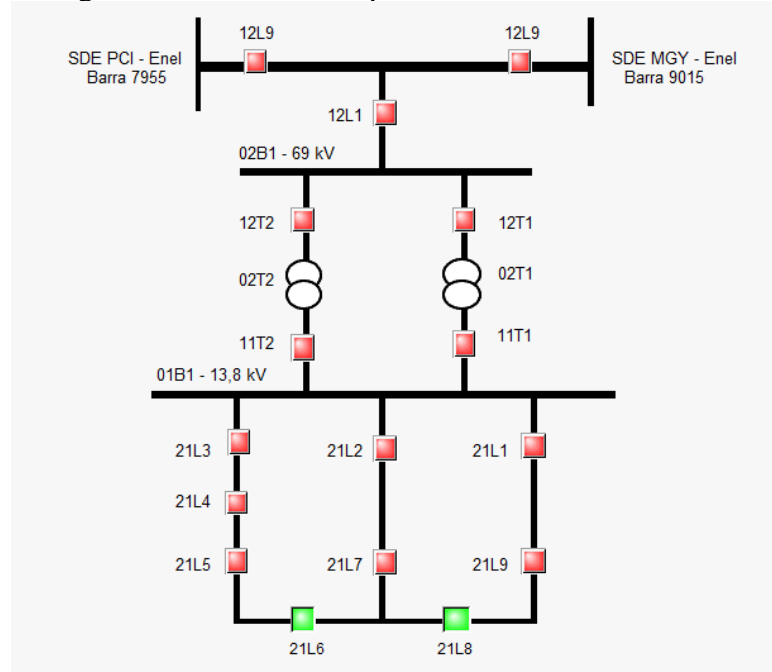 12L9
12L9
SDE PCI - Enel
Barra 7955
SDE MGY - Enel
Barra 9015
12L1
02B1 - 69 kV
12T2
12T1
02T2
02T1
11T2
11T1
01B1 - 13,8 kV
21L3
21L2
21L1
21L4
21L5
21L7
21L9
21L6
21L8